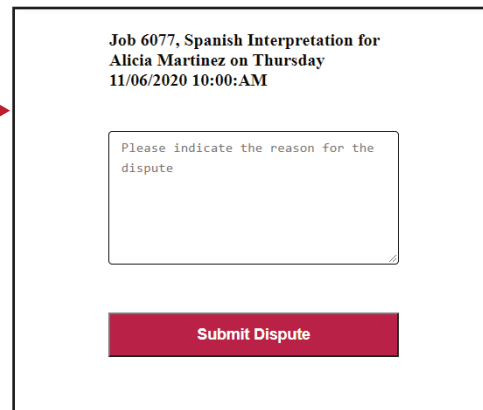 Job 6077, Spanish Interpretation for
Alicia Martinez on Thursday
11/06/2020 10:00:AM
Please indicate the reason for the
dispute
Submit Dispute